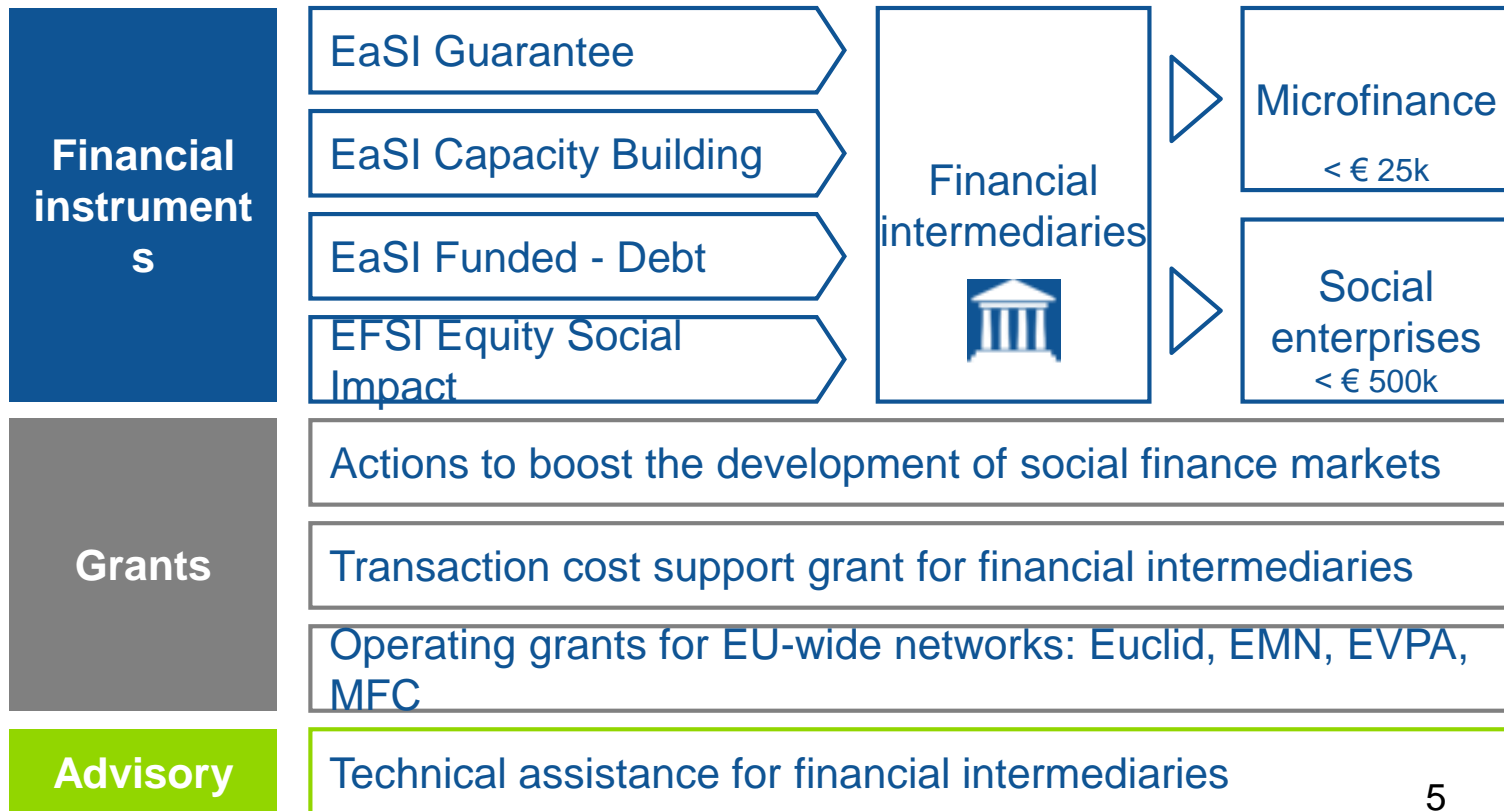 Financial
instrument
s
EaSI Guarantee
EaSI Capacity Building
EaSI Funded - Debt
EFSI Equity Social
Impact
Financial
intermediaries
Microfinance
< € 25k
Social
enterprises
< € 500k
Grants
Actions to boost the development of social finance markets
Transaction cost support grant for financial intermediaries
Operating grants for EU-wide networks: Euclid, EMN, EVPA,
MFC
Advisory
Technical assistance for financial intermediaries
5